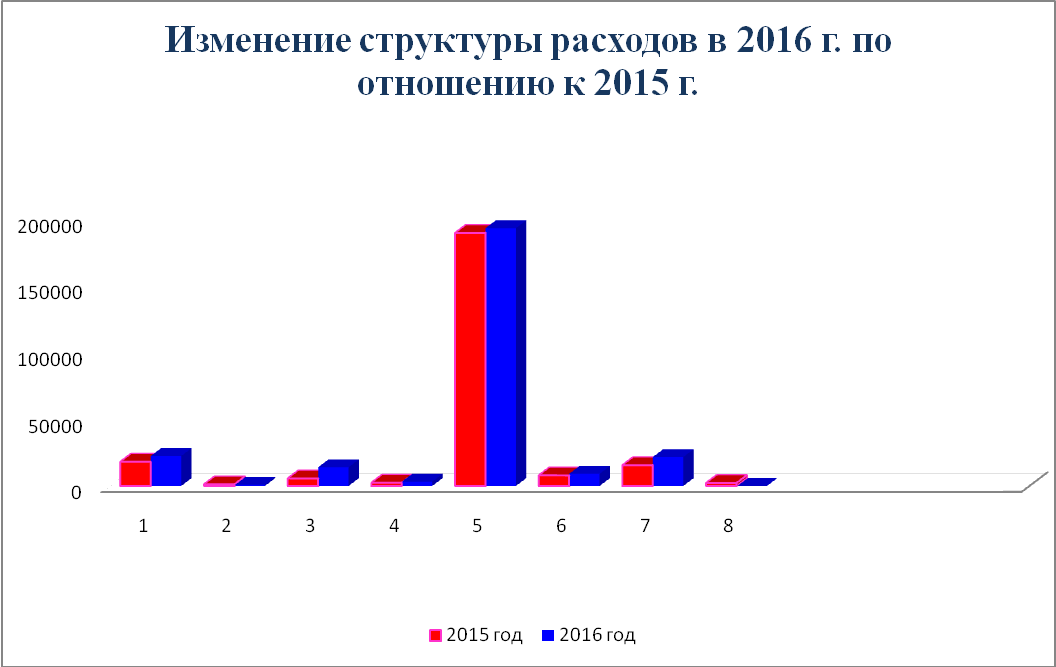 Изменение структуры расходов в 2016 г. по
отношению к 2015 г.
200000
150000
100000
50000
0
1 2 3 4 5 6 7 8
2015 год 2016 год